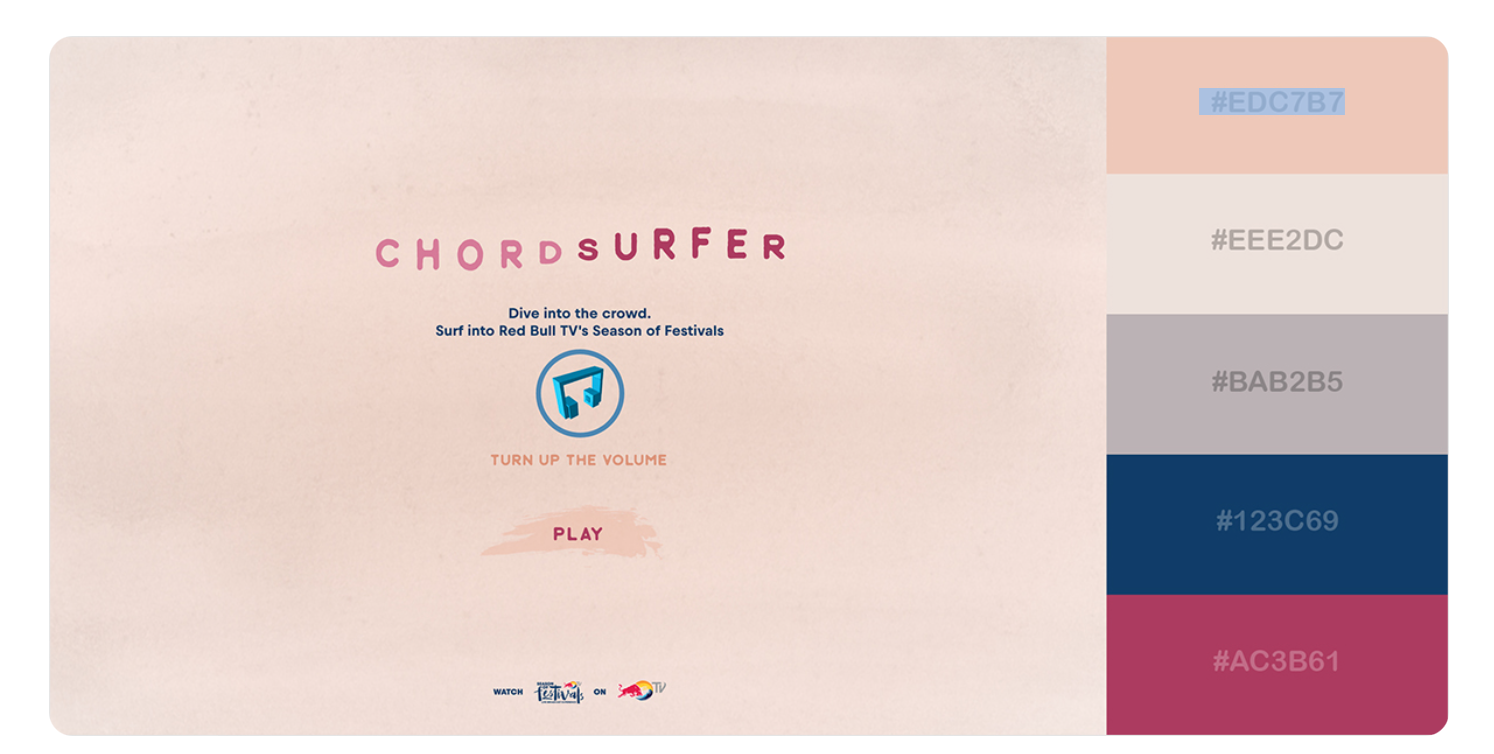 CHORDSURFER
Dive into the crowd.
Surf into Red Bull TV's Season of Festivals
TURN UP THE VOLUME
PLAY
WATCH festivals ON TV
#EDC7B7
#EEE2DC
#BAB2B5
#123C69
#AC3B61